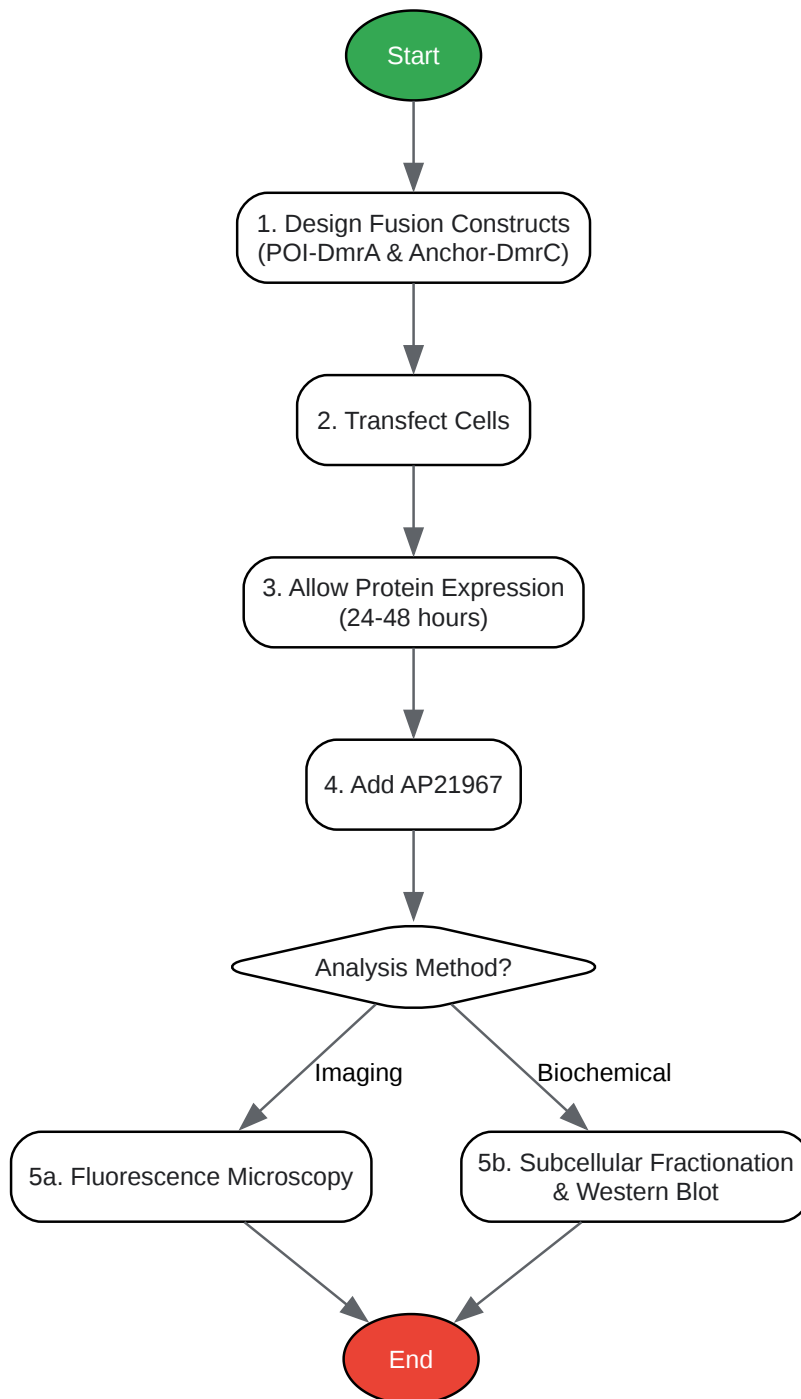 Start
1. Design Fusion Constructs
(POI-DmrA & Anchor-DmrC)
2. Transfect Cells
3. Allow Protein Expression
(24-48 hours)
4. Add AP21967
Analysis Method?
Imaging
Biochemical
5a. Fluorescence Microscopy
5b. Subcellular Fractionation
& Western Blot
End